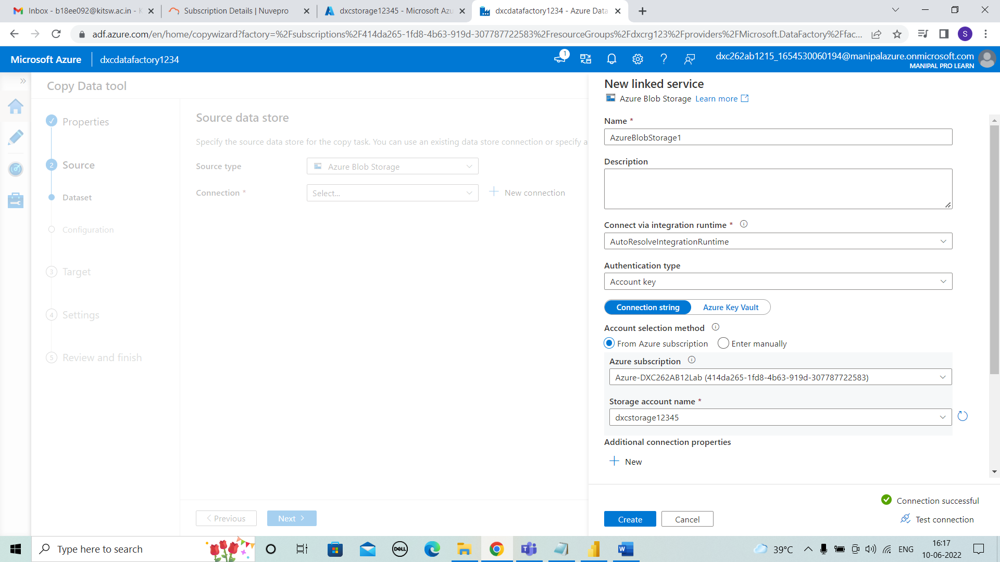 Inbox - b18ee092@kitsw.ac.in - K
Subscription Details | Nuvepro
dxcstorage12345 - Microsoft Azu
dxcdatafactory1234 - Azure Data
adf.azure.com/en/home/copywizard?factory=%2Fsubscriptions%2F414da265-1fd8-4b63-919d-307787722583%2FresourceGroups%2Fdxcrg123%2Fproviders%2FMicrosoft.DataFactory%2Ffac...
S
Microsoft Azure
dxcdatafactory1234
1
dxc262ab1215_1654530060194@manipalazure.onmicrosoft.com
MANIPAL PRO LEARN
Copy Data tool
Properties
2 Source
Dataset
Configuration
3 Target
4 Settings
5 Review and finish
Source data store
Specify the source data store for the copy task. You can use an existing data store connection or specify a
Source type
Azure Blob Storage
Connection *
Select...
New connection
Previous
Next
New linked service
Azure Blob Storage Learn more
Name *
AzureBlobStorage1
Description
Connect via integration runtime *
AutoResolveIntegrationRuntime
Authentication type
Account key
Connection string
Azure Key Vault
Account selection method
From Azure subscription
Enter manually
Azure subscription
Azure-DXC262AB12Lab (414da265-1fd8-4b63-919d-307787722583)
Storage account name *
dxcstorage12345
Additional connection properties
New
Connection successful
Test connection
Create
Cancel
Type here to search
DELL
39°C
ENG
16:17
10-06-2022